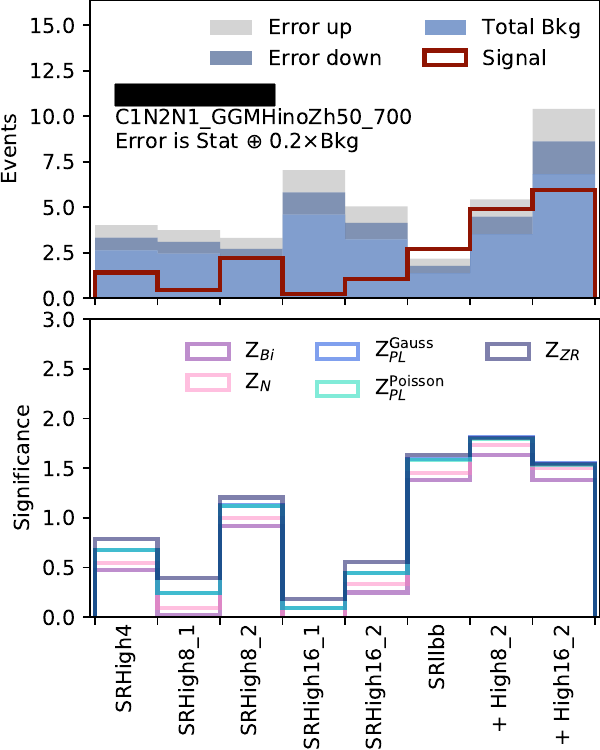 15.0
12.5
10.0
7.5
5.0
2.5
0.0
Events
Error up
Error down
Total Bkg
Signal
C1N2N1_GGMHinoZh50_700
Error is Stat ⊕ 0.2×Bkg
3.0
2.5
2.0
1.5
1.0
0.5
0.0
Significance
Z_Bi
Z_N
Z_PL^Gauss
Z_PL^Poisson
Z_ZR
SRHigh4
SRHigh8_1
SRHigh8_2
SRHigh16_1
SRHigh16_2
SRllbb
+ High8_2
+ High16_2